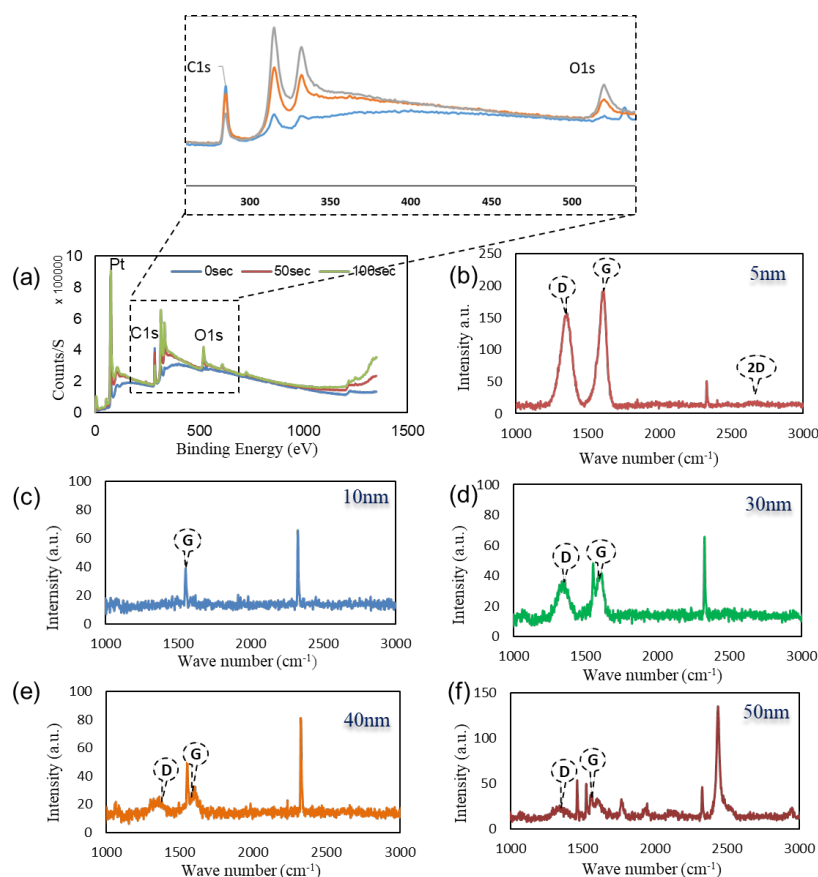 C1s
O1s
300 350 400 450 500
(a)
x 100000
Counts/S
10
8
6
4
2
0
Pt
0sec 50sec 100sec
C1s
O1s
0 500 1000 1500
Binding Energy (eV)
(b)
Intensity a.u.
250
200
150
100
50
0
D
G
2D
5nm
1000 1500 2000 2500 3000
Wave number (cm-1)
(c)
Internsity (a.u.)
100
80
60
40
20
0
G
10nm
1000 1500 2000 2500 3000
Wave number (cm-1)
(d)
Internsity (a.u.)
100
80
60
40
20
0
D
G
30nm
1000 1500 2000 2500 3000
Wave number (cm-1)
(e)
Internsity (a.u.)
100
80
60
40
20
0
D
G
40nm
1000 1500 2000 2500 3000
Wave number (cm-1)
(f)
Internsity (a.u.)
150
100
50
0
D
G
50nm
1000 1500 2000 2500 3000
Wave number (cm-1)